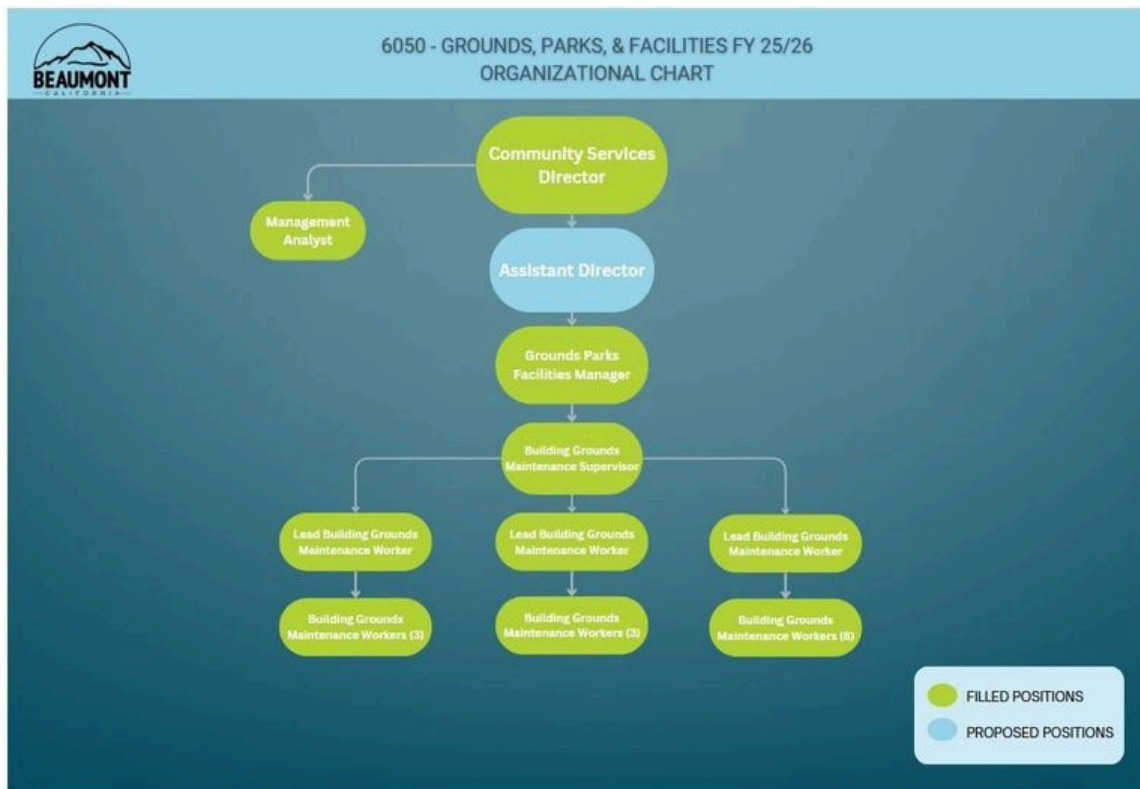 BEAUMONT
CALIFORNIA
6050 - GROUNDS, PARKS, & FACILITIES FY 25/26
ORGANIZATIONAL CHART
Community Services
Director
Management
Analyst
Assistant Director
Grounds Parks
Facilities Manager
Building Grounds
Maintenance Supervisor
Lead Building Grounds
Maintenance Worker
Lead Building Grounds
Maintenance Worker
Lead Building Grounds
Maintenance Worker
Building Grounds
Maintenance Workers (3)
Building Grounds
Maintenance Workers (3)
Building Grounds
Maintenance Workers
FILLED POSITIONS
PROPOSED POSITIONS